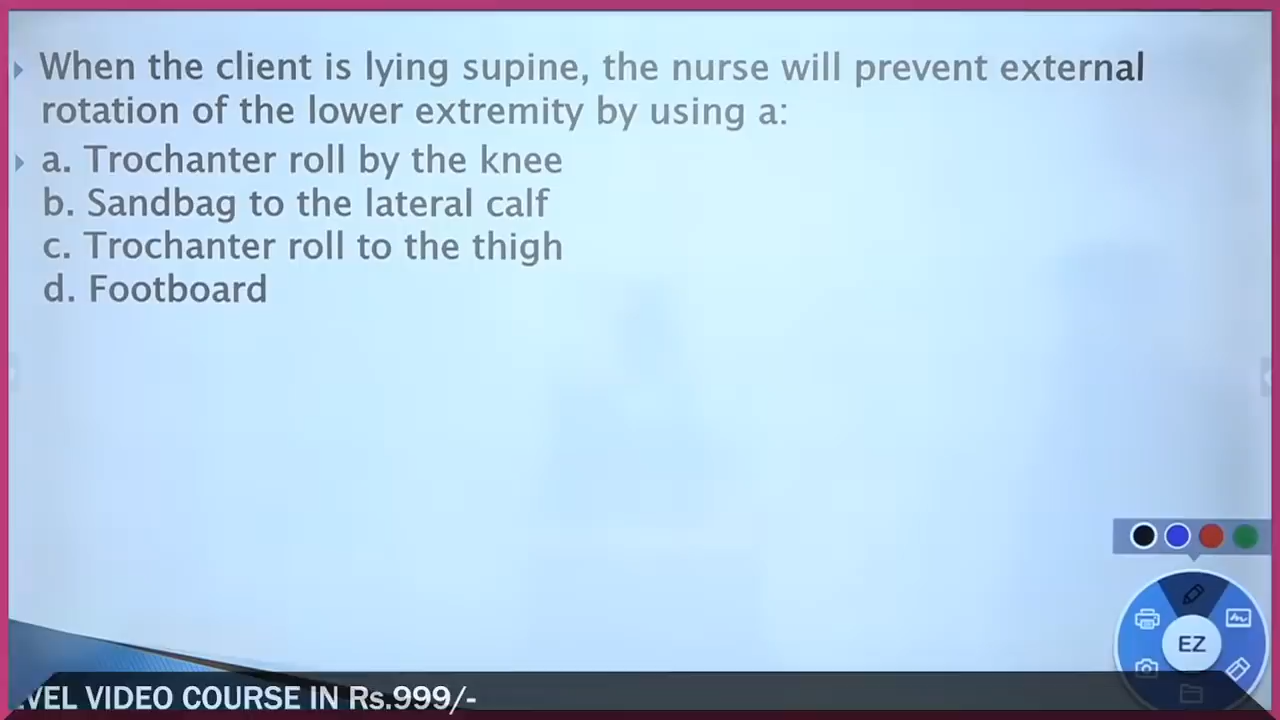 When the client is lying supine, the nurse will prevent external
rotation of the lower extremity by using a:
a. Trochanter roll by the knee
b. Sandbag to the lateral calf
c. Trochanter roll to the thigh
d. Footboard
EZ
VEL VIDEO COURSE IN Rs.999/-